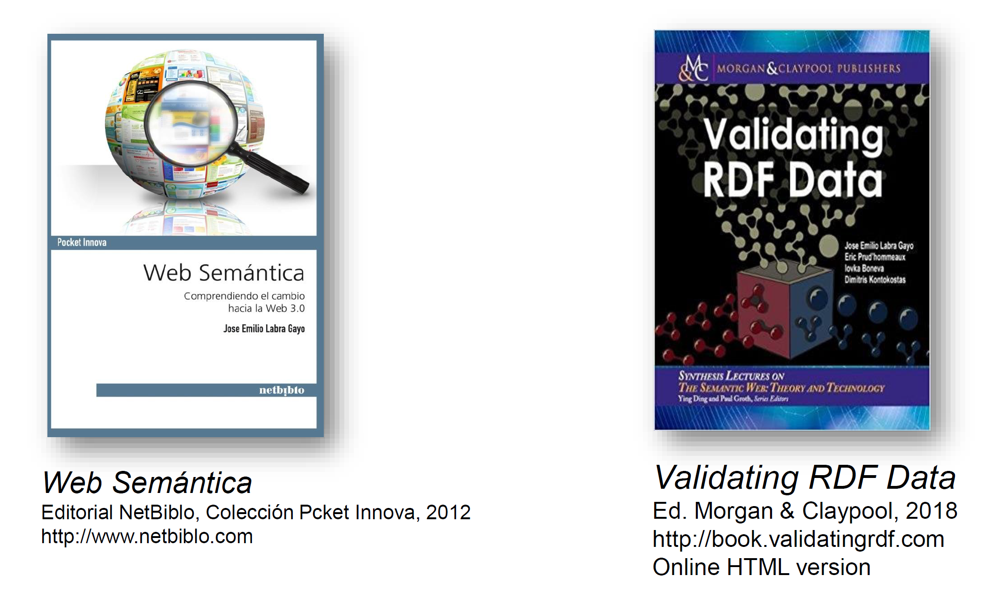 Pocket Innova
Web Semántica
Comprendiendo el cambio
hacia la Web 3.0
Jose Emilio Labra Gayo
netbiblo
Web Semántica
Editorial NetBiblo, Colección Pcket Innova, 2012
http://www.netbiblo.com
M&C MORGAN & CLAYPOOL PUBLISHERS
Validating
RDF Data
Jose Emilio Labra Gayo
Eric Prud'hommeaux
Iovka Boneva
Dimitris Kontokostas
SYNTHESIS LECTURES ON
THE SEMANTIC WEB: THEORY AND TECHNOLOGY
Ying Ding and Paul Groth, Series Editors
Validating RDF Data
Ed. Morgan & Claypool, 2018
http://book.validatingrdf.com
Online HTML version